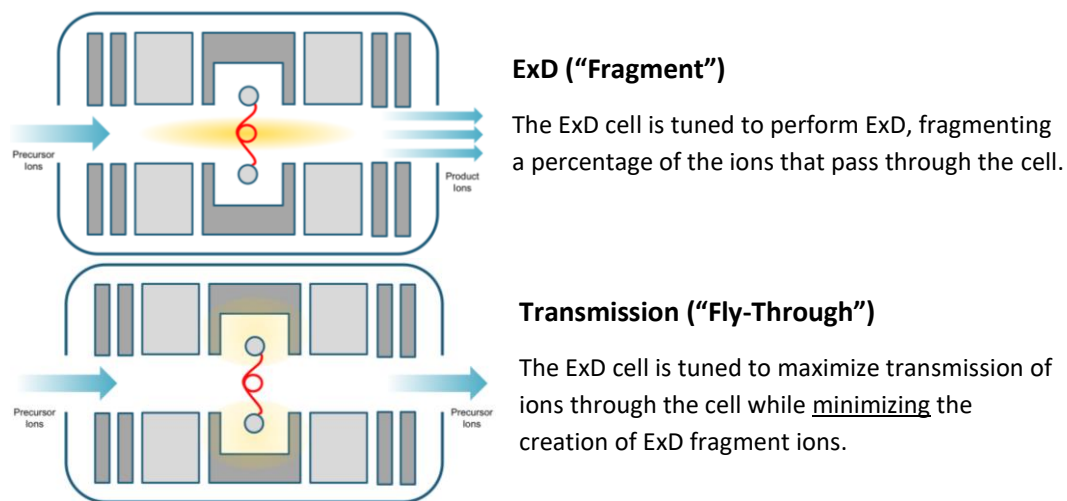 ExD (“Fragment”)
The ExD cell is tuned to perform ExD, fragmenting
a percentage of the ions that pass through the cell.
Precursor
Ions
Product
Ions
Transmission (“Fly-Through”)
The ExD cell is tuned to maximize transmission of
ions through the cell while minimizing the
creation of ExD fragment ions.
Precursor
Ions
Precursor
Ions